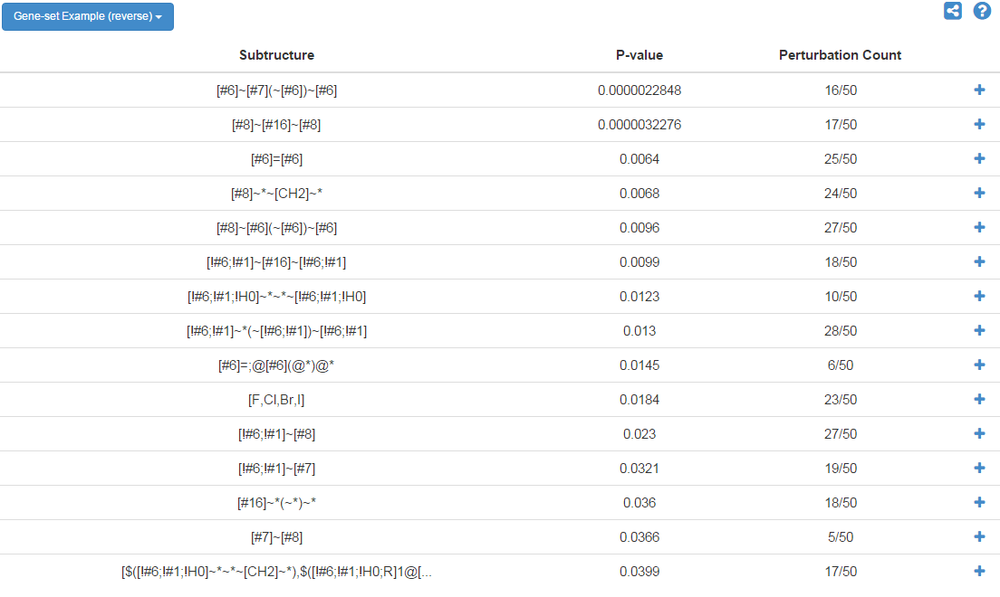 Gene-set Example (reverse)
Subtructure P-value Perturbation Count
[#6]~[#7](~[#6])~[#6] 0.0000022848 16/50
[#8]~[#16]~[#8] 0.0000032276 17/50
[#6]=[#6] 0.0064 25/50
[#8]~*~[CH2]~* 0.0068 24/50
[#8]~[#6](~[#6])~[#6] 0.0096 27/50
[!#6;!#1]~[#16]~[!#6;!#1] 0.0099 18/50
[!#6;!#1;!H0]~*~*~[!#6;!#1;!H0] 0.0123 10/50
[!#6;!#1]~*(~[!#6;!#1])~[!#6;!#1] 0.013 28/50
[#6]=;@[#6](@*)@* 0.0145 6/50
[F,Cl,Br,I] 0.0184 23/50
[!#6;!#1]~[#8] 0.023 27/50
[!#6;!#1]~[#7] 0.0321 19/50
[#16]~*(~*)~* 0.036 18/50
[#7]~[#8] 0.0366 5/50
[$([!#6;!#1;!H0]~*~*~[CH2]~*),$([!#6;!#1;!H0;R]1@[... 0.0399 17/50